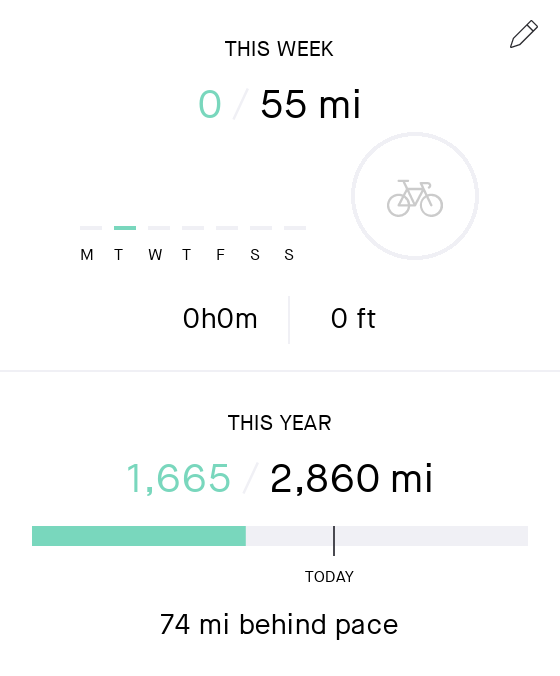 THIS WEEK
0 / 55 mi
M T W T F S S
0h0m 0 ft
THIS YEAR
1,665 / 2,860 mi
TODAY
74 mi behind pace